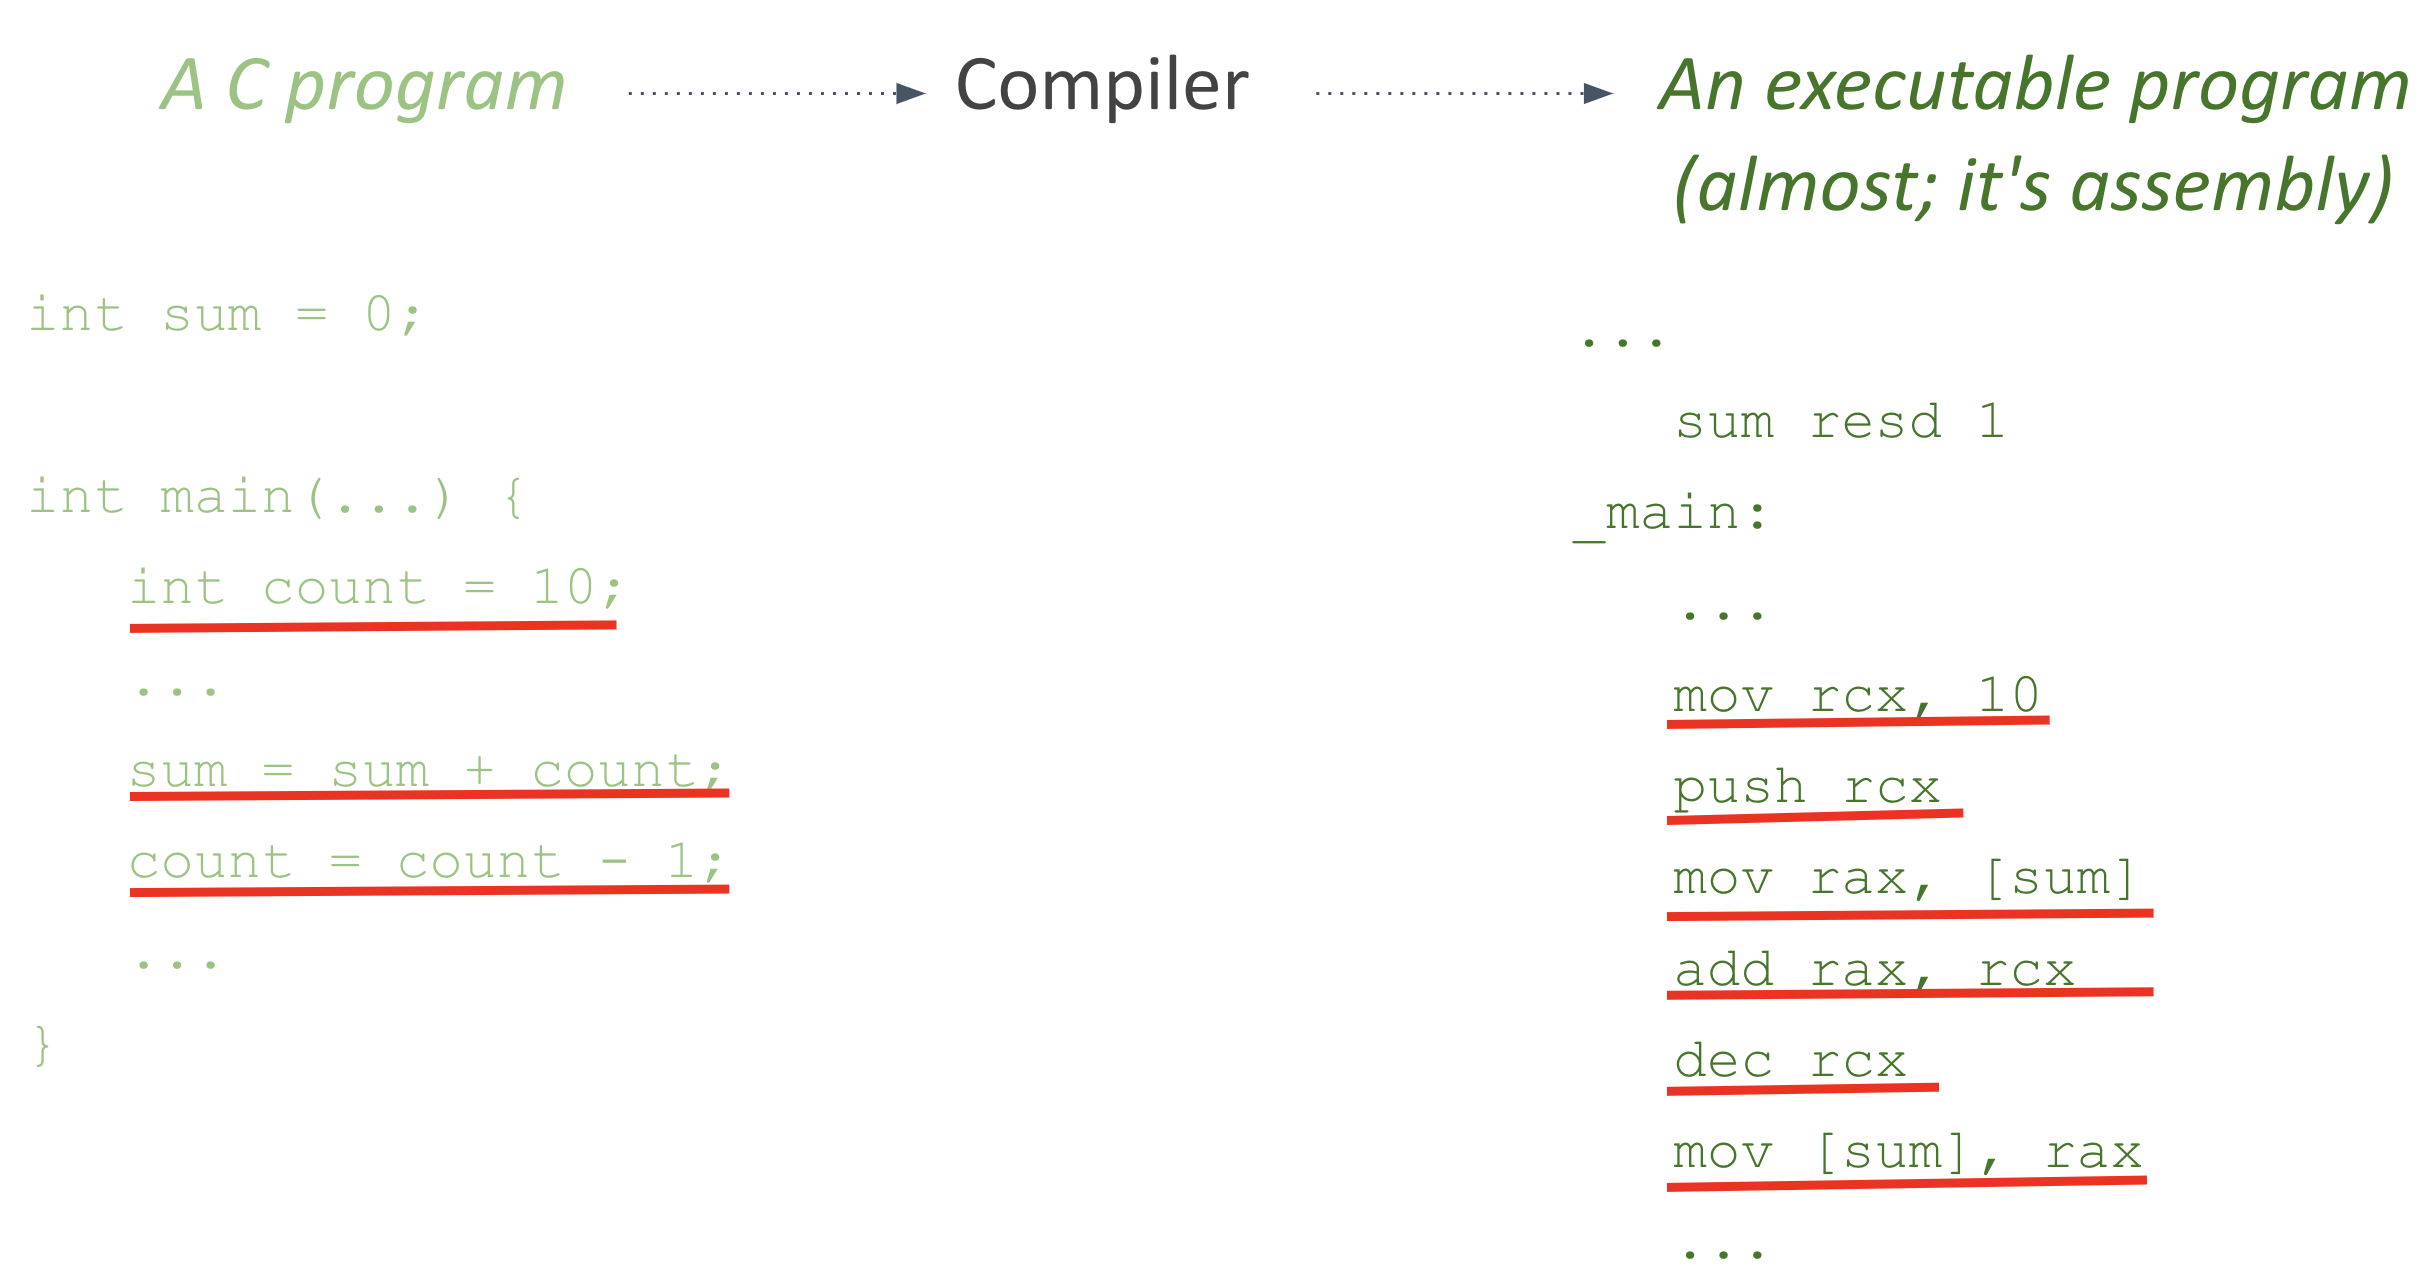 A C program
Compiler
An executable program
(almost; it's assembly)
int sum = 0;
int main(...) {
int count = 10;
...
sum = sum + count;
count = count - 1;
...
}
...
sum resd 1
_main:
...
mov rcx, 10
push rcx
mov rax, [sum]
add rax, rcx
dec rcx
mov [sum], rax
...